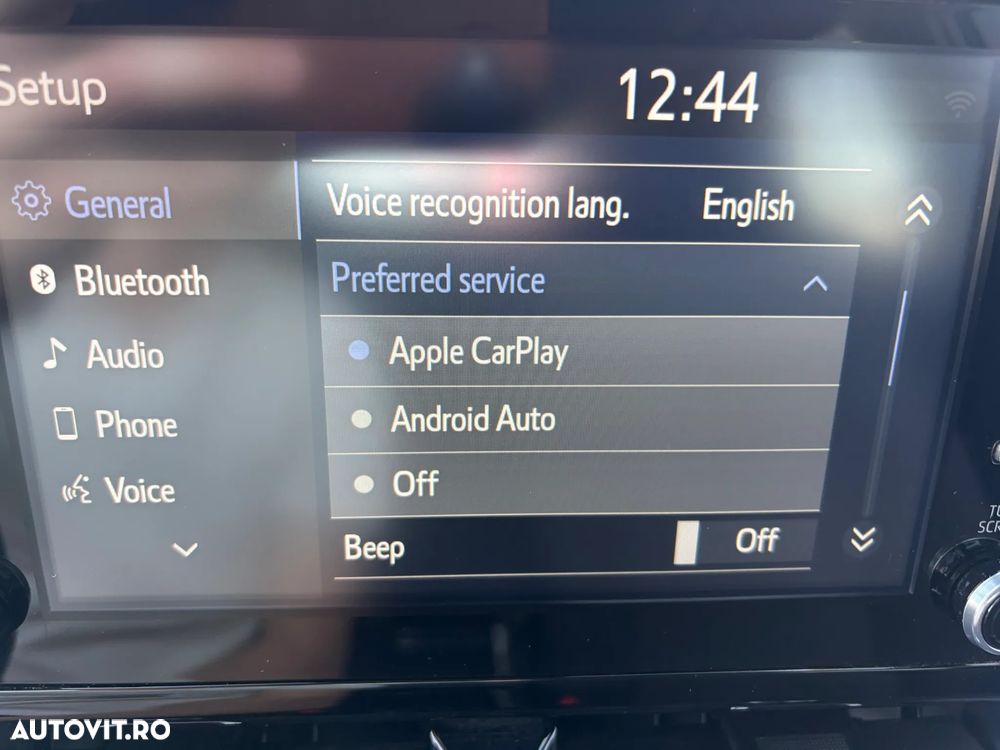 Setup
12:44
General
Voice recognition lang. English
Preferred service
Bluetooth
Apple CarPlay
Audio
Android Auto
Phone
Off
Voice
Beep Off
AUTOVIT.RO